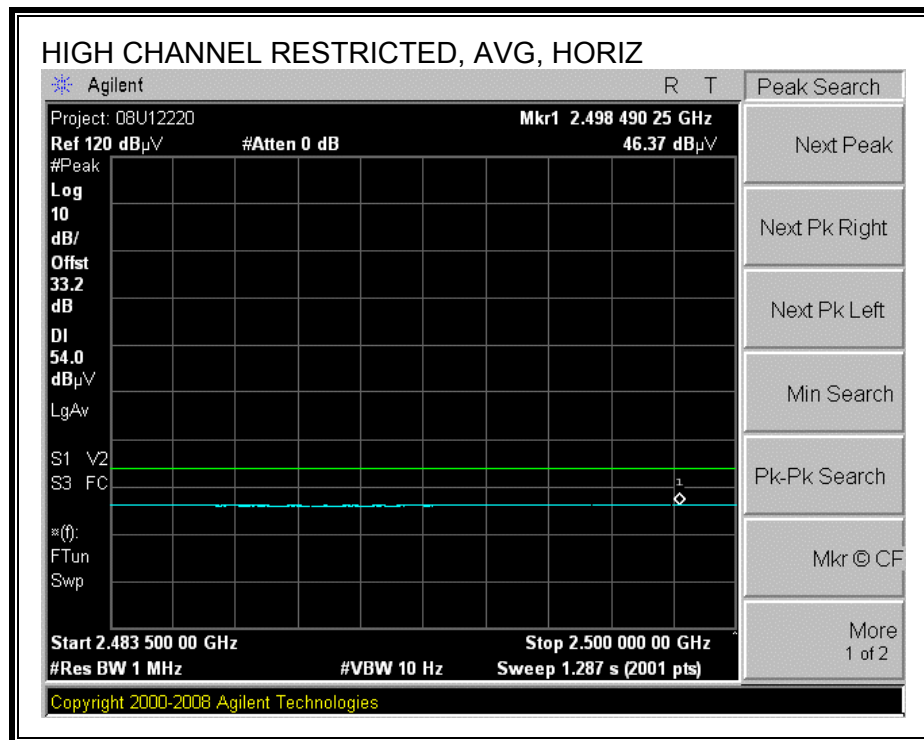 HIGH CHANNEL RESTRICTED, AVG, HORIZ
Agilent R T
Peak Search
Project: 08U12220 Mkr1 2.498 490 25 GHz
Ref 120 dBµV #Atten 0 dB 46.37 dBµV
#Peak
Log
10
dB/
Offst
33.2
dB
DI
54.0
dBµV
LgAv
S1 V2
S3 FC
¤(f):
FTun
Swp
1
Start 2.483 500 00 GHz Stop 2.500 000 00 GHz ^
#Res BW 1 MHz #VBW 10 Hz Sweep 1.287 s (2001 pts)
Next Peak
Next Pk Right
Next Pk Left
Min Search
Pk-Pk Search
Mkr © CF
More
1 of 2
Copyright 2000-2008 Agilent Technologies